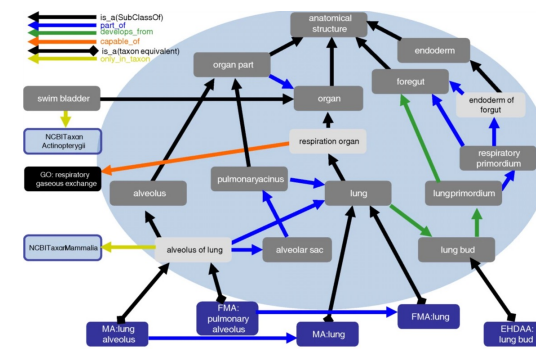 is_a(SubClassOf)
part_of
devillops_from
capable_of
is_a(taxon equivalent)
only_in_taxon
anatomical
structure
endoderm
organ part
foregut
swim bladder
organ
endoderm of
forgut
NCBITaxon
Actinopterygii
respiration organ
respiratory
primordium
GO: respiratory
gaseous exchange
alveolus
pulmonaryacinus
lung
lungprimordium
NCBITaxorMammalia
alveolus of lung
alveolar sac
lung bud
FMA:
pulmonary
alveolus
FMA:lung
MA:lung
alveolus
MA:lung
EHDAA:
lung bud